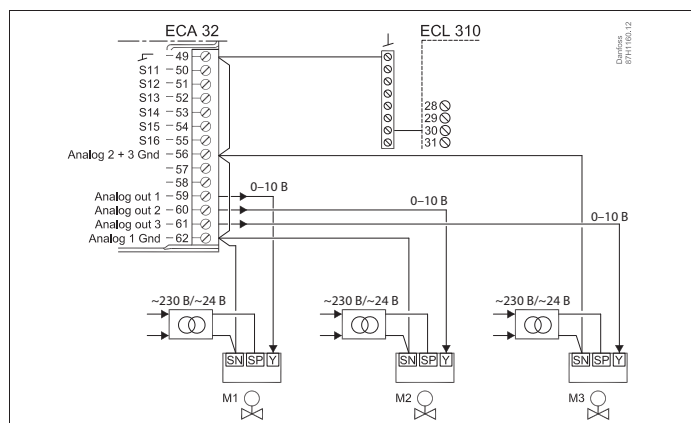 ECA 32
ECL 310
Danfoss
87H1160.12
49
S11 50
S12 51
S13 52
S14 53
S15 54
S16 55
Analog 2 + 3 Gnd 56
57
58
Analog out 1 59
Analog out 2 60
Analog out 3 61
Analog 1 Gnd 62
28
29
30
31
0–10 В
0–10 В
0–10 В
~230 В/~24 В
~230 В/~24 В
~230 В/~24 В
SN SP Y
SN SP Y
SN SP Y
M1
M2
M3